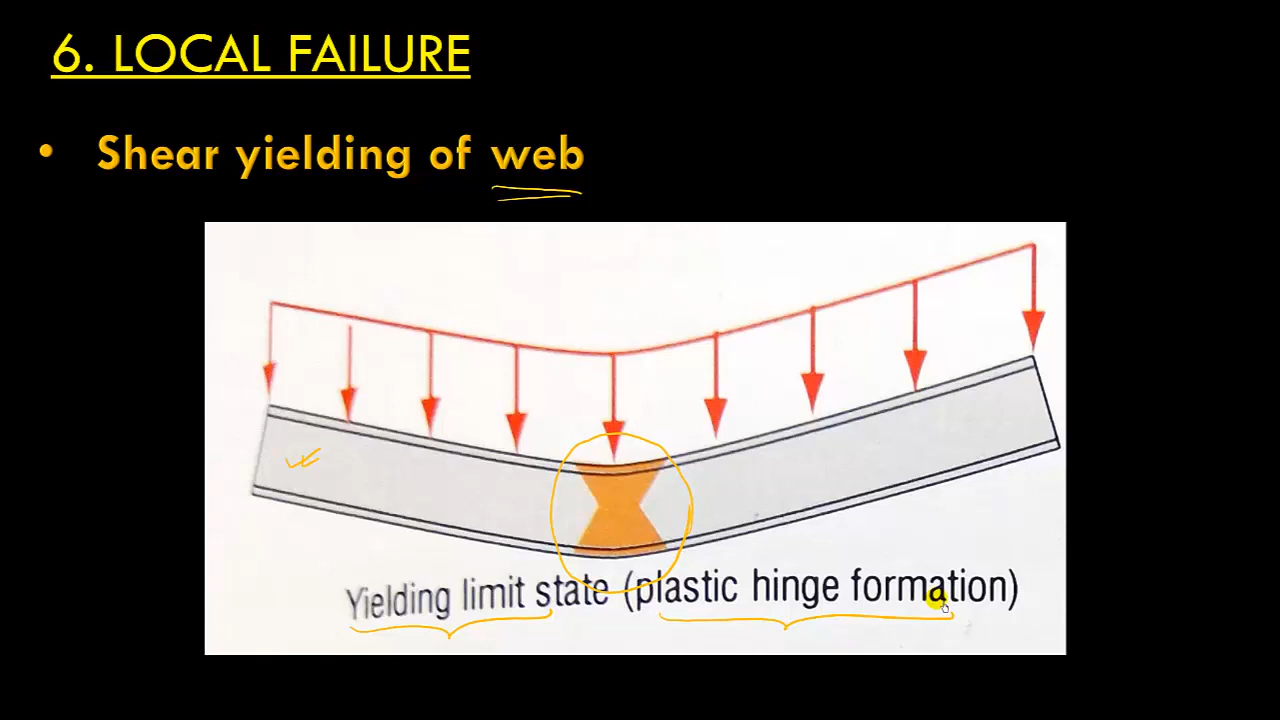 6. LOCAL FAILURE
• Shear yielding of web
Yielding limit state (plastic hinge formation)